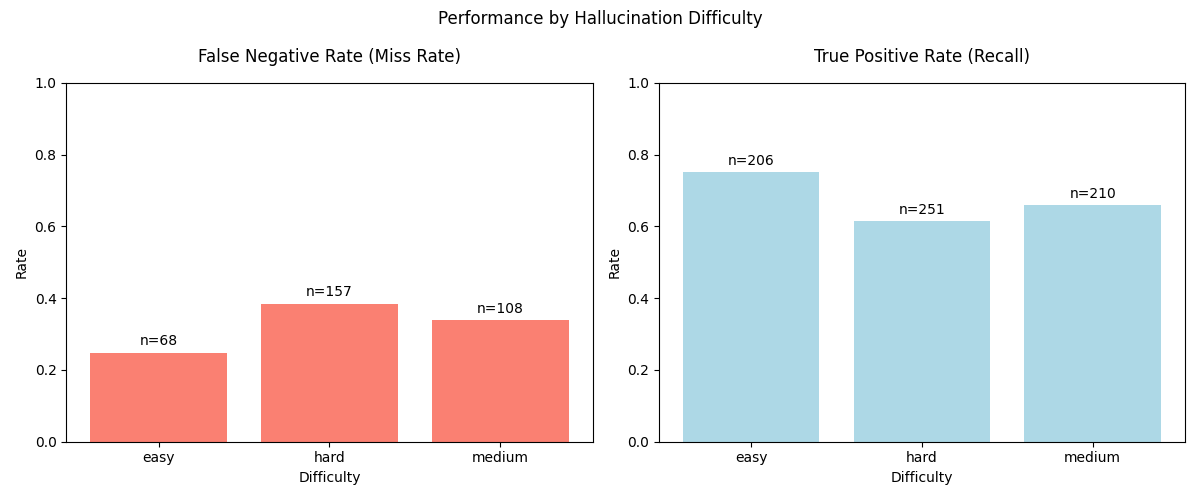 Performance by Hallucination Difficulty
False Negative Rate (Miss Rate)
1.0
0.8
0.6
0.4
0.2
0.0
Rate
n=68
n=157
n=108
easy
hard
medium
Difficulty
True Positive Rate (Recall)
1.0
0.8
0.6
0.4
0.2
0.0
Rate
n=206
n=251
n=210
easy
hard
medium
Difficulty